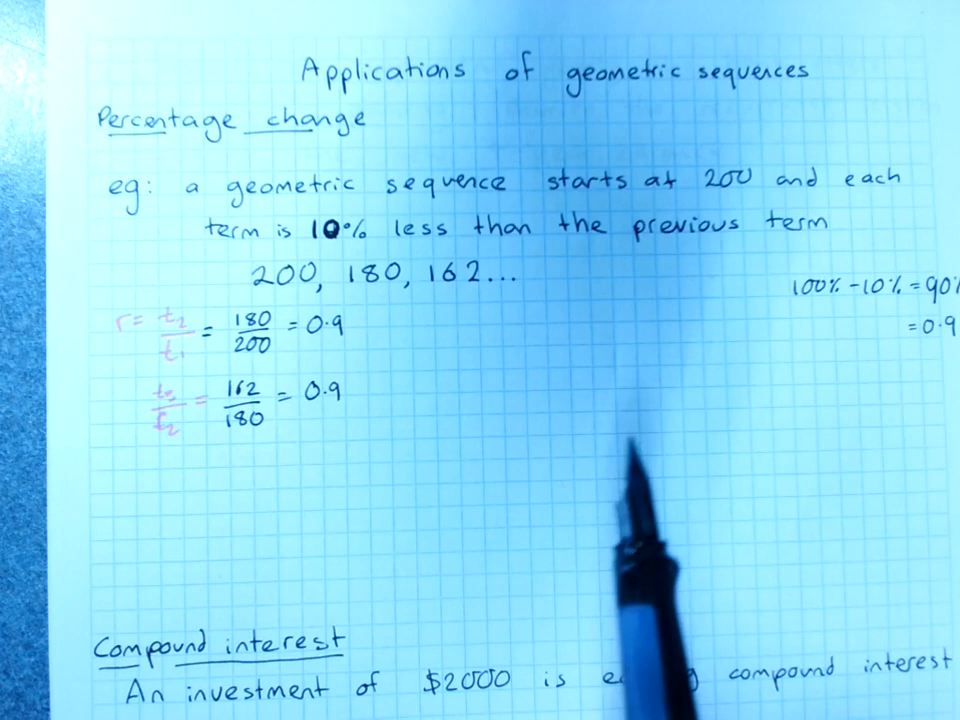 Applications of geometric sequences
Percentage change
eg: a geometric sequence starts at 200 and each
term is 10% less than the previous term
200, 180, 162...
100% - 10% = 90%
= 0.9
r = t2/t1 = 180/200 = 0.9
t3/t2 = 162/180 = 0.9
Compound interest
An investment of $2000 is compound interest